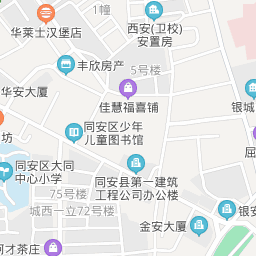 1幢
西安(卫校)
安置房
华莱士汉堡店
丰欣房产
5号楼
华安大厦
佳慧福喜铺
银城
同安区少年
儿童图书馆
坊
屈
同安区大同
中心小学
同安县第一建筑
工程公司办公楼
75号楼
城西一立72号楼
银安
金安大厦
可才茶庄